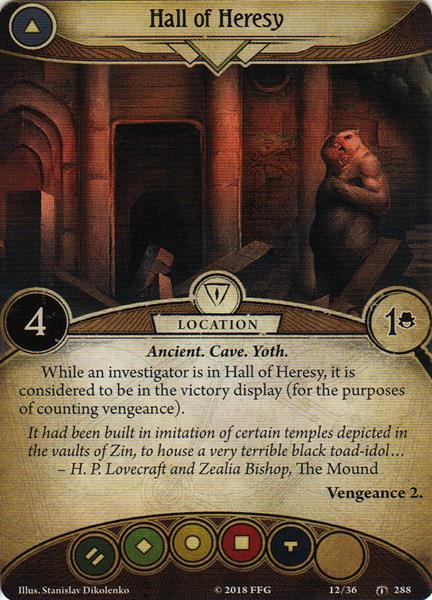 Hall of Heresy
4
LOCATION
1
Ancient. Cave. Yoth.
While an investigator is in Hall of Heresy, it is
considered to be in the victory display (for the purposes
of counting vengeance).
It had been built in imitation of certain temples depicted in
the vaults of Zin, to house a very terrible black toad-idol…
– H. P. Lovecraft and Zealia Bishop, The Mound
Vengeance 2.
Illus. Stanislav Dikolenko
© 2018 FFG
12/36
288